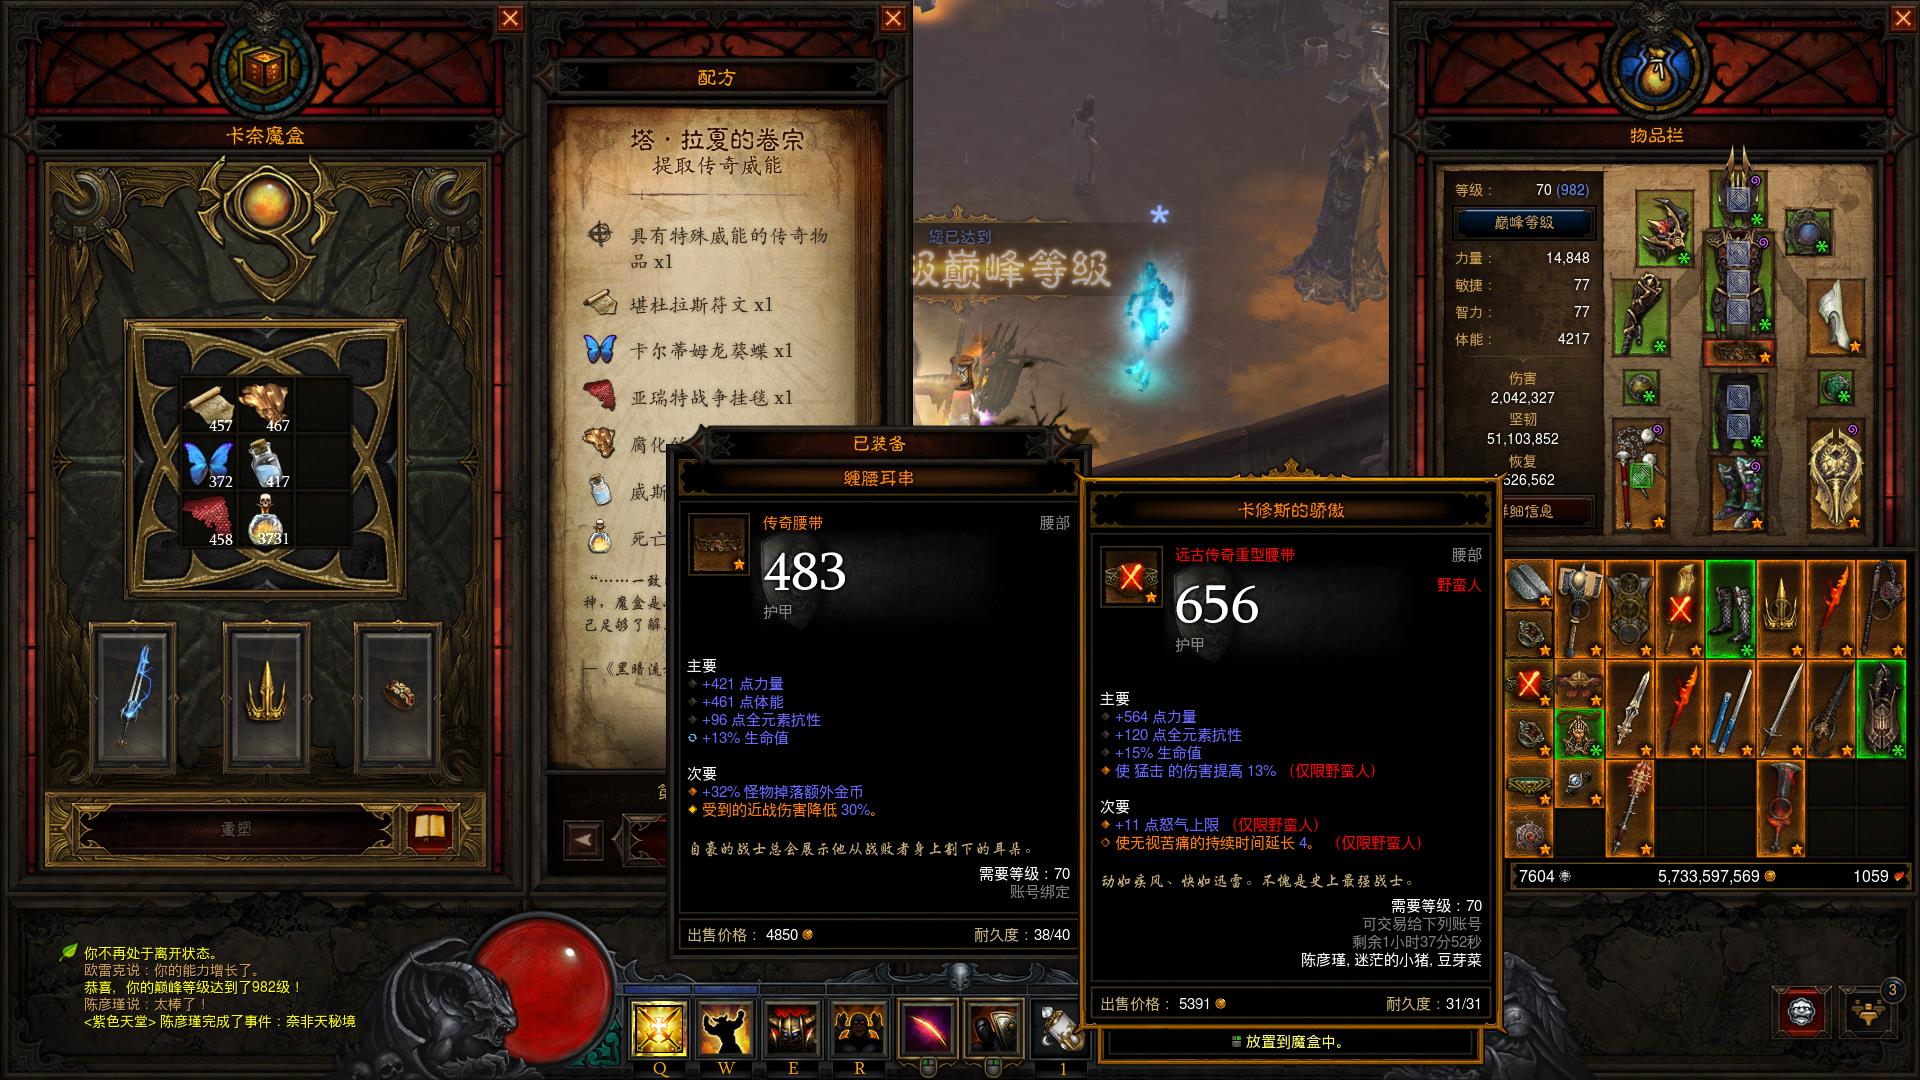 卡奈魔盒
457
467
372
417
458
3731
重塑
配方
塔·拉夏的卷宗
提取传奇威能
具有特殊威能的传奇物
品 x1
堪杜拉斯符文 x1
卡尔蒂姆龙葵蝶 x1
亚瑞特战争挂毯 x1
腐化的
威斯
死亡
“……一致
神，魔盒是
己足够了解
—《黑暗流
您已达到
级巅峰等级
已装备
缠腰耳串
传奇腰带
腰部
483
护甲
主要
+421 点力量
+461 点体能
+96 点全元素抗性
+13% 生命值
次要
+32% 怪物掉落额外金币
受到的近战伤害降低 30%。
自豪的战士总会展示他从战败者身上割下的耳朵。
需要等级：70
账号绑定
出售价格： 4850
耐久度：38/40
卡修斯的骄傲
远古传奇重型腰带
腰部
野蛮人
656
护甲
主要
+564 点力量
+120 点全元素抗性
+15% 生命值
使 猛击 的伤害提高 13% （仅限野蛮人）
次要
+11 点怒气上限 （仅限野蛮人）
使无视苦痛的持续时间延长 4。 （仅限野蛮人）
动如疾风、快如迅雷。不愧是史上最强战士。
需要等级：70
可交易给下列账号
剩余1小时37分52秒
陈彦瑾, 迷茫的小猪, 豆芽菜
出售价格： 5391
耐久度：31/31
放置到魔盒中。
物品栏
等级： 70 (982)
巅峰等级
力量： 14,848
敏捷： 77
智力： 77
体能： 4217
伤害
2,042,327
坚韧
51,103,852
恢复
526,562
详细信息
7604
5,733,597,569
1059
你不再处于离开状态。
欧雷克说：你的能力增长了。
恭喜，你的巅峰等级达到了982级！
陈彦瑾说：太棒了！
<紫色天堂> 陈彦瑾完成了事件：奈非天秘境
Q
W
E
R
1
3